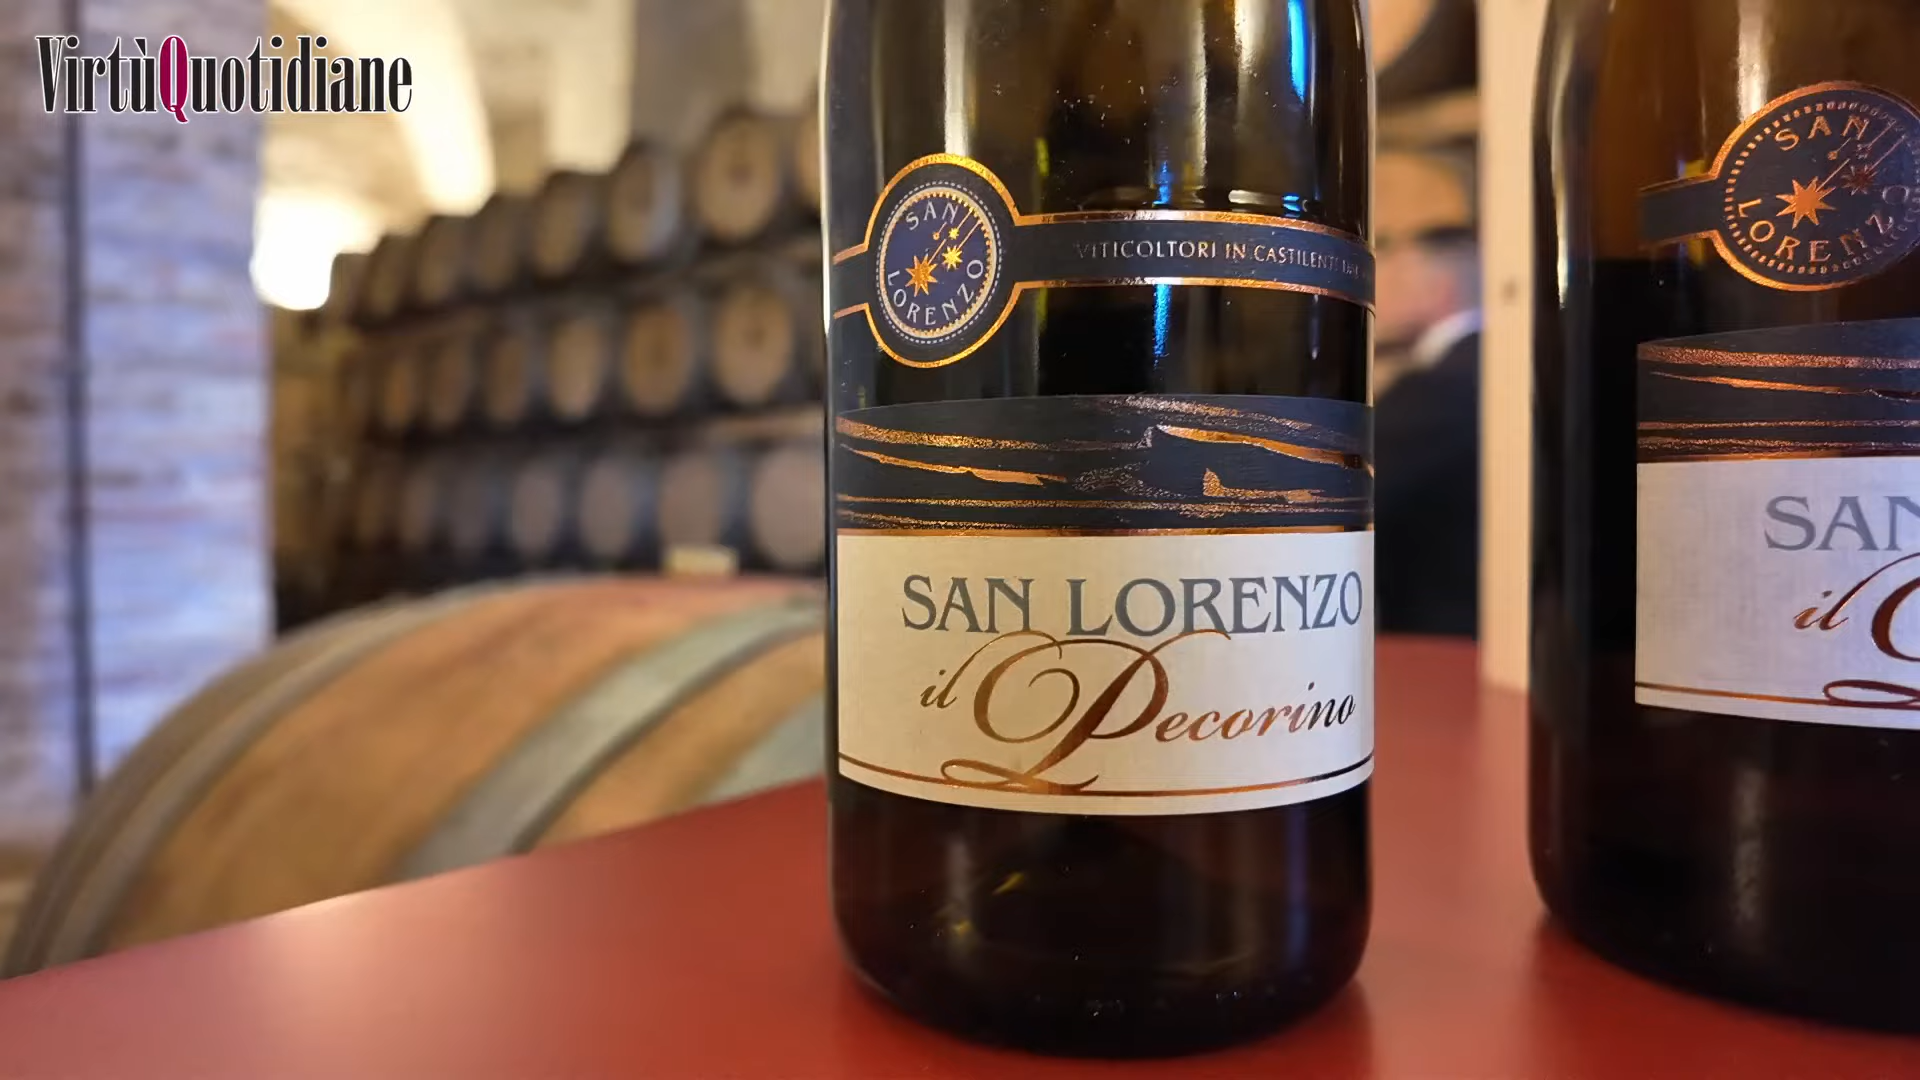 VirtùQuotidiane
SAN
LORENZO
VITICOLTORI IN CASTILENTI
SAN LORENZO
il Pecorino
SAN
LORENZO
SAN
il